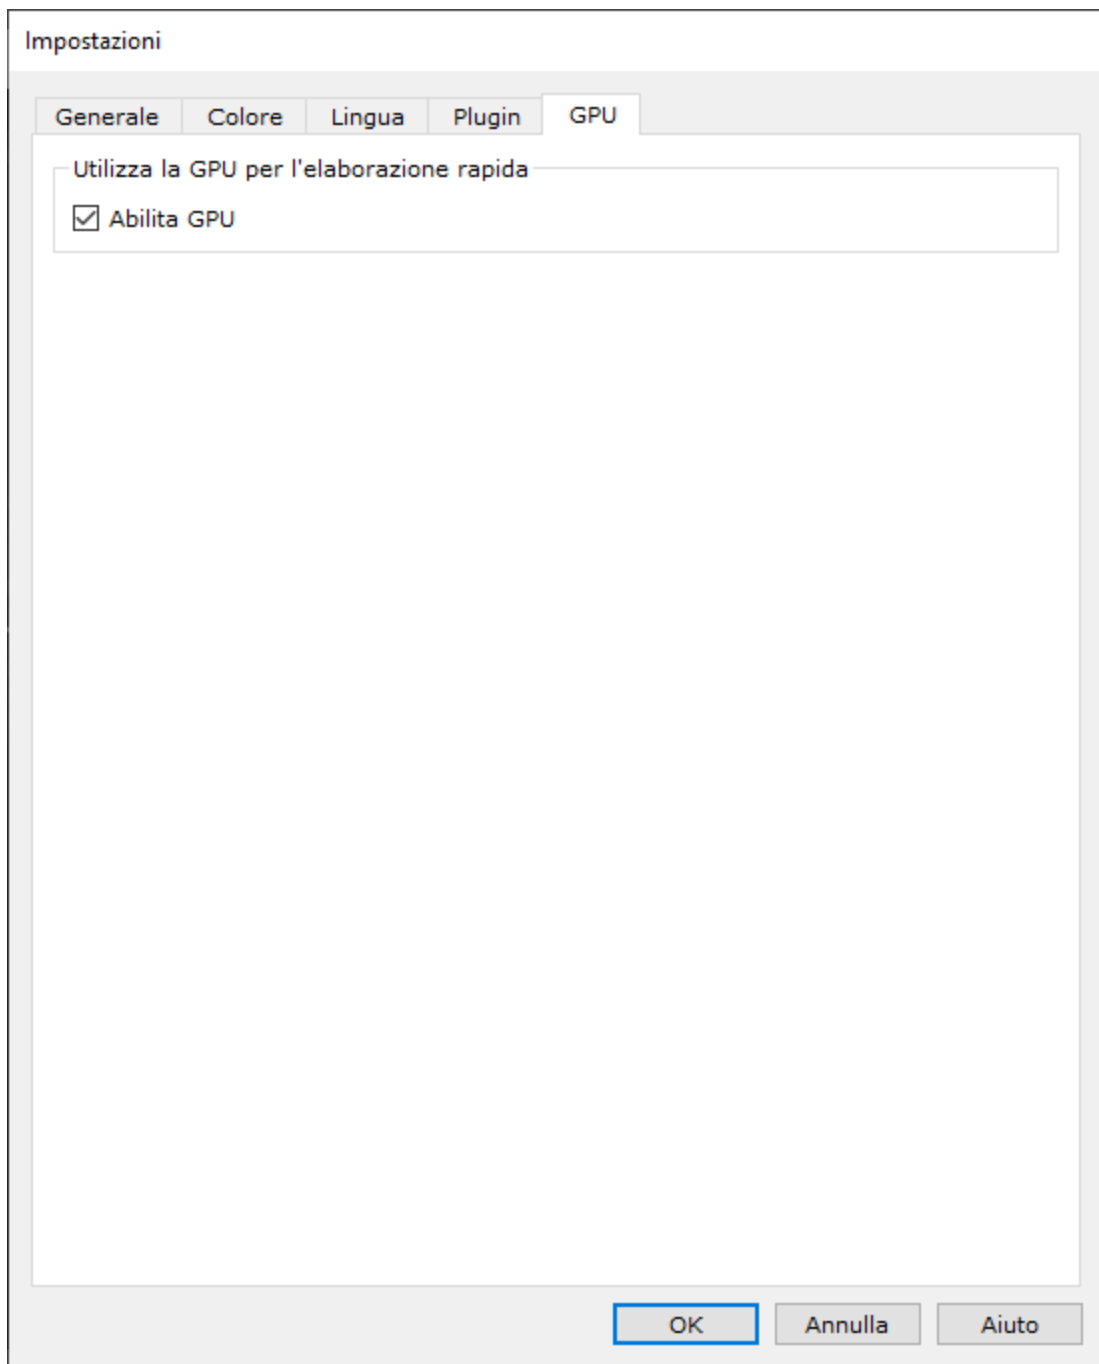 Impostazioni
Generale Colore Lingua Plugin GPU
Utilizza la GPU per l'elaborazione rapida
Abilita GPU
OK Annulla Aiuto